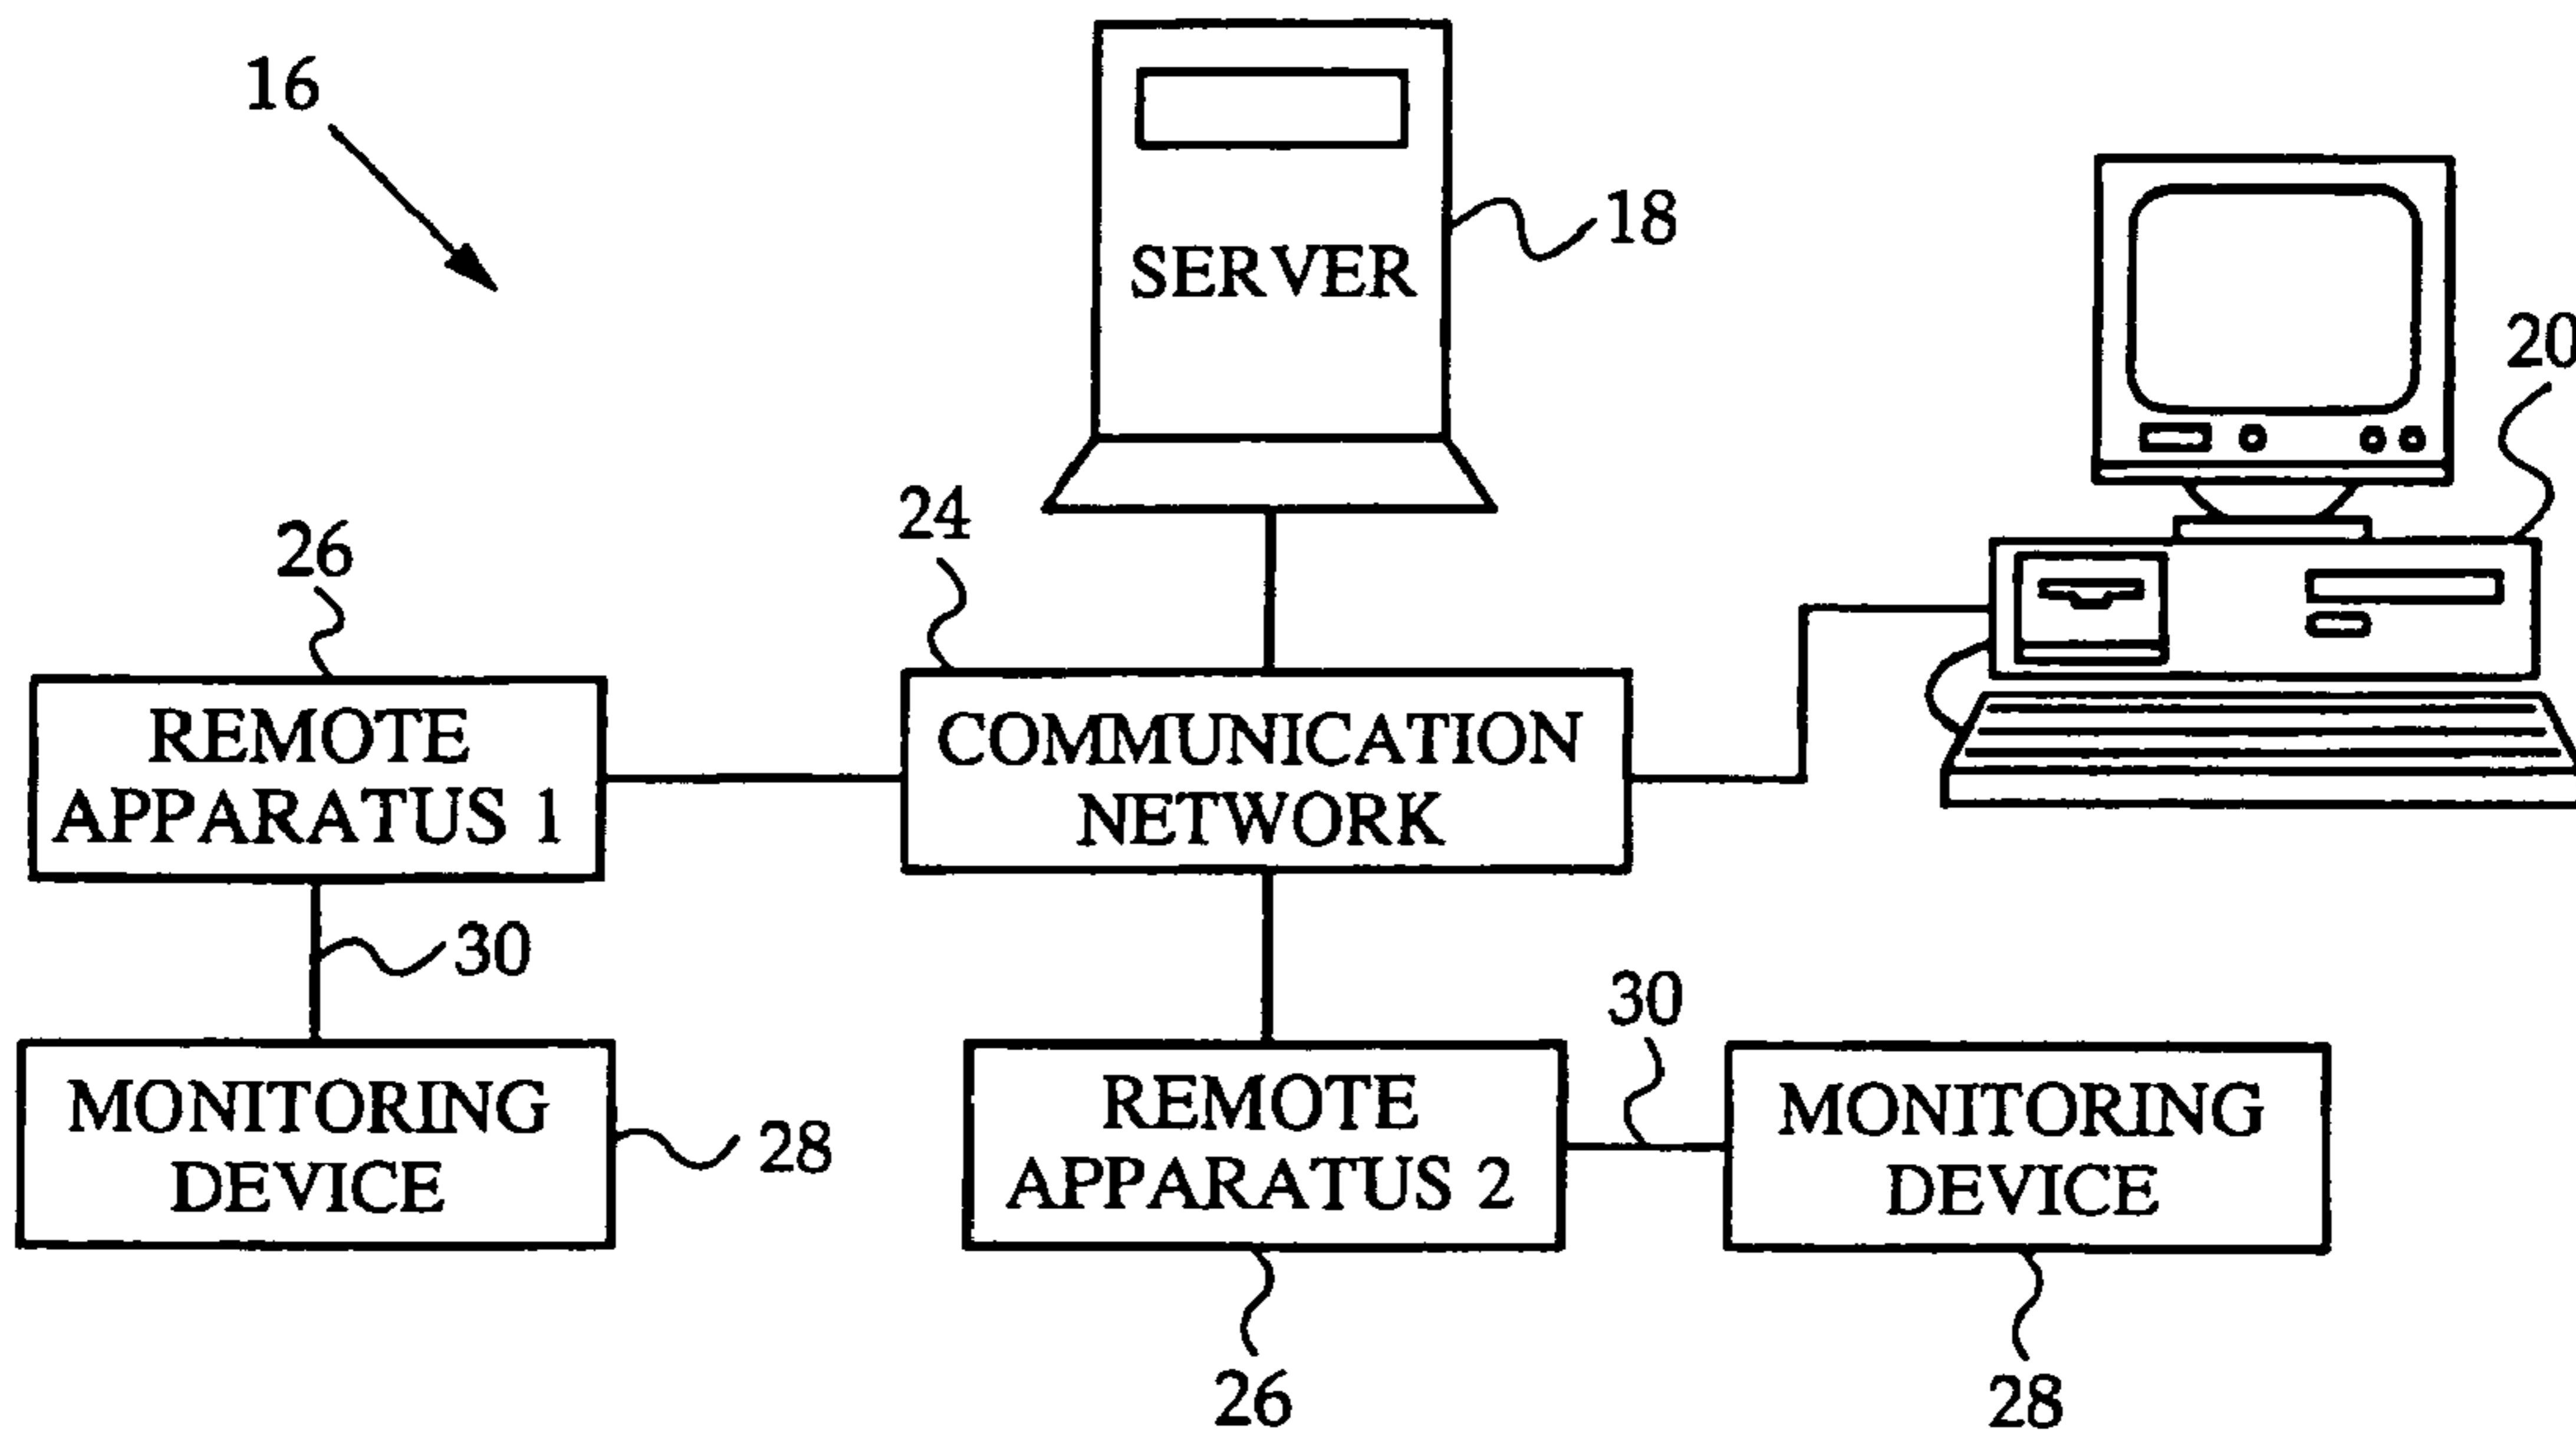 16
SERVER
18
20
24
26
REMOTE
APPARATUS 1
COMMUNICATION
NETWORK
30
30
MONITORING
DEVICE
28
REMOTE
APPARATUS 2
MONITORING
DEVICE
26
28